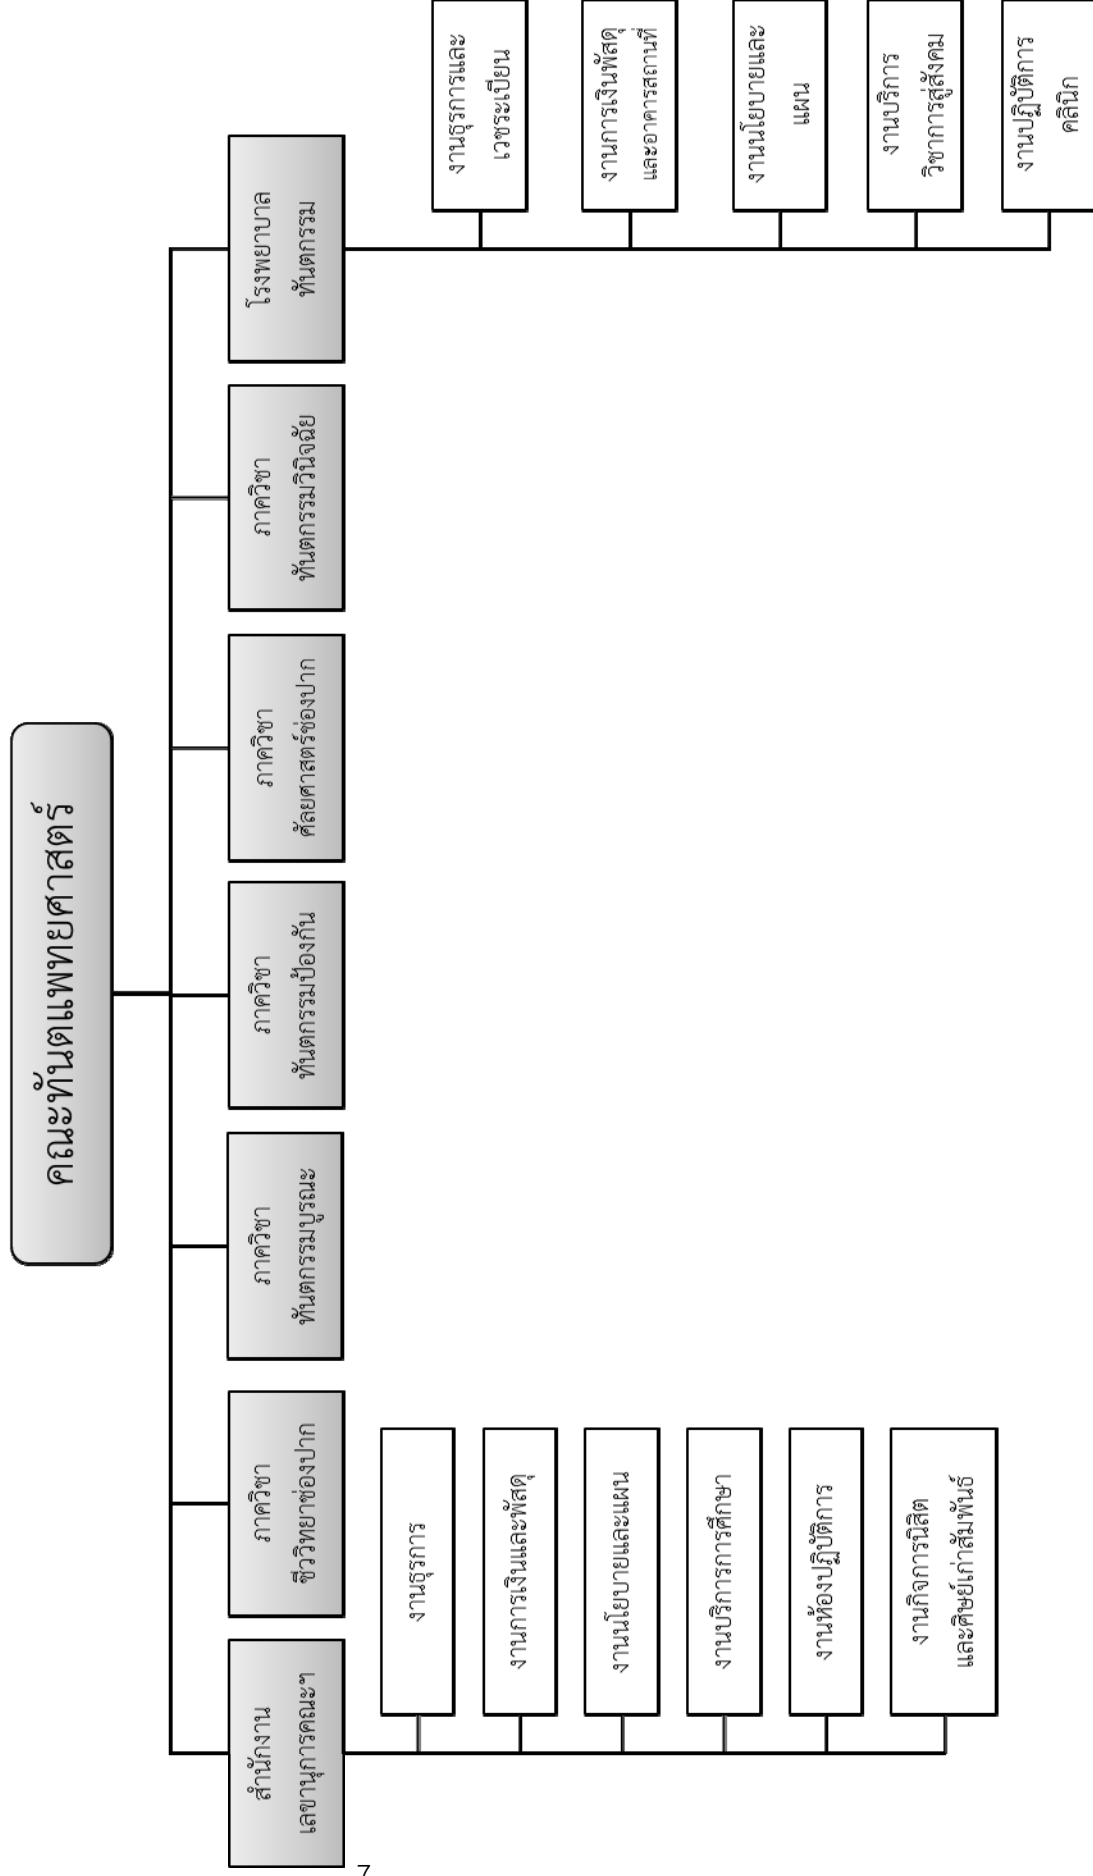 คณะทันตแพทยศาสตร์
สำนักงาน
เลขานุการคณะฯ
ภาควิชา
ชีววิทยาช่องปาก
ภาควิชา
ทันตกรรมบูรณะ
ภาควิชา
ทันตกรรมป้องกัน
ภาควิชา
ศัลยศาสตร์ช่องปาก
ภาควิชา
ทันตกรรมวินิจฉัย
โรงพยาบาล
ทันตกรรม
งานธุรการ
งานการเงินและพัสดุ
งานนโยบายและแผน
งานบริการการศึกษา
งานห้องปฏิบัติการ
งานกิจการนิสิต
และศิษย์เก่าสัมพันธ์
งานธุรการและ
เวชระเบียน
งานการเงินพัสดุ
และอาคารสถานที่
งานนโยบายและ
แผน
งานบริการ
วิชาการสู่สังคม
งานปฏิบัติการ
คลินิก
7